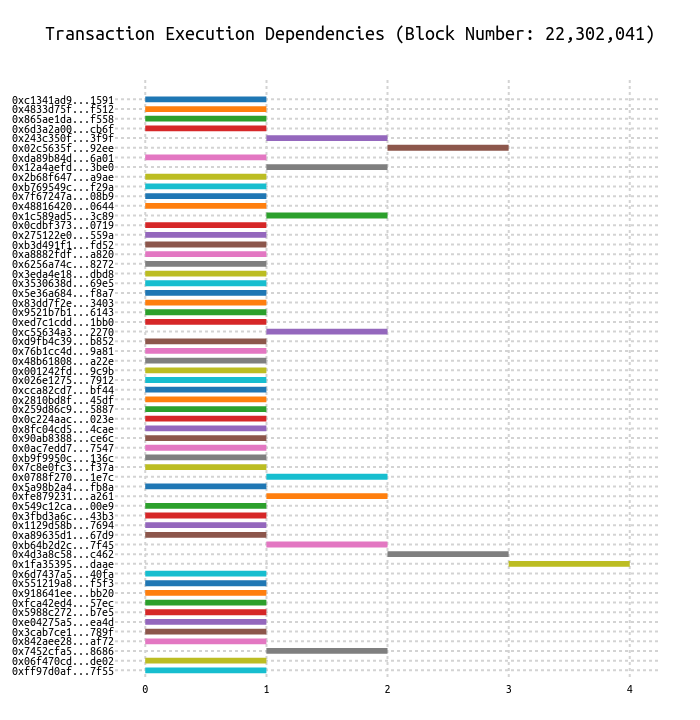 Transaction Execution Dependencies (Block Number: 22,302,041)
0xc1341ad9...1591
0x4833d75f...f512
0x865ae1da...f558
0x6d3a2a00...cb6f
0x243c350f...3f9f
0x02c5635f...92ee
0xda89b84d...6a01
0x12a4aefd...3be0
0x2b68f647...a9ae
0xb769549c...f29a
0x7f67247a...08b9
0x48816420...0644
0x1c589ad5...3c89
0x0cdbf373...0719
0x275122e0...559a
0xb3d491f1...fd52
0xa8882fdf...a820
0x6256a74c...8272
0x3eda4e18...dbd8
0x3530638d...69e5
0x5e36a684...f8a7
0x83dd7f2e...3403
0x9521b7b1...6143
0xed7c1cdd...1bb0
0xc55634a3...2270
0xd9fb4c39...b852
0x76b1cc4d...9a81
0x48b61808...a22e
0x001242fd...9c9b
0x026e1275...7912
0xcca82cd7...bf44
0x2810bd8f...45df
0x259d86c9...5887
0x0c224aac...023e
0x8fc04cd5...4cae
0x90ab8388...ce6c
0x0ac7edd7...7547
0xb9f9950c...136c
0x7c8e0fc3...f37a
0x0788f270...1e7c
0x5a98b2a4...fb8a
0xfe879231...a261
0x549c12ca...00e9
0x3fbd3a6c...43b3
0x1129d58b...7694
0xa89635d1...67d9
0xb64b2d2c...7f45
0x4d3a8c58...c462
0x1fa35395...daae
0x6d7437a5...40fa
0x551219a8...f5f3
0x918641ee...bb20
0xfca42ed4...57ec
0x5988c272...b7e5
0xe04275a5...ea4d
0x3cab7ce1...789f
0x842aee28...af72
0x7452cfa5...8686
0x06f470cd...de02
0xff97d0af...7f55
0 1 2 3 4